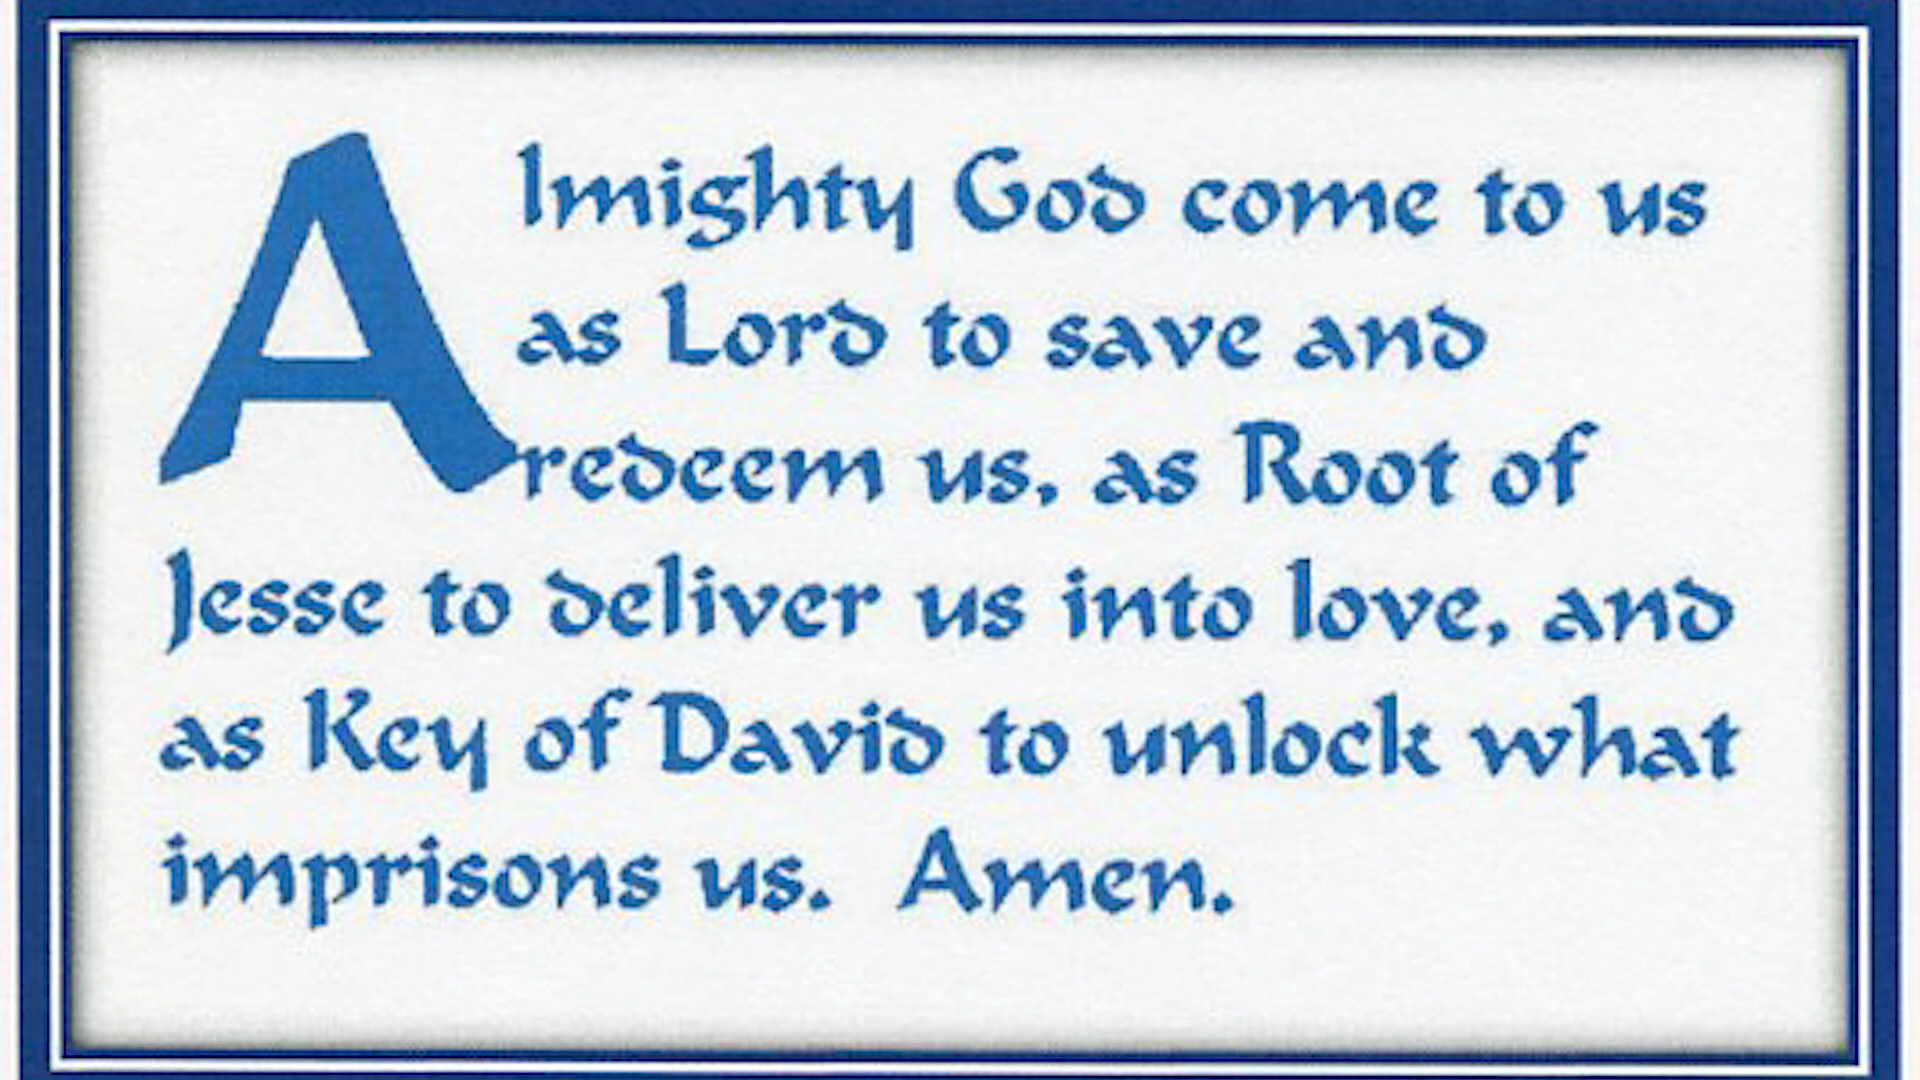 Almighty God come to us
as Lord to save and
redeem us, as Root of
Jesse to deliver us into love, and
as Key of David to unlock what
imprisons us.  Amen.